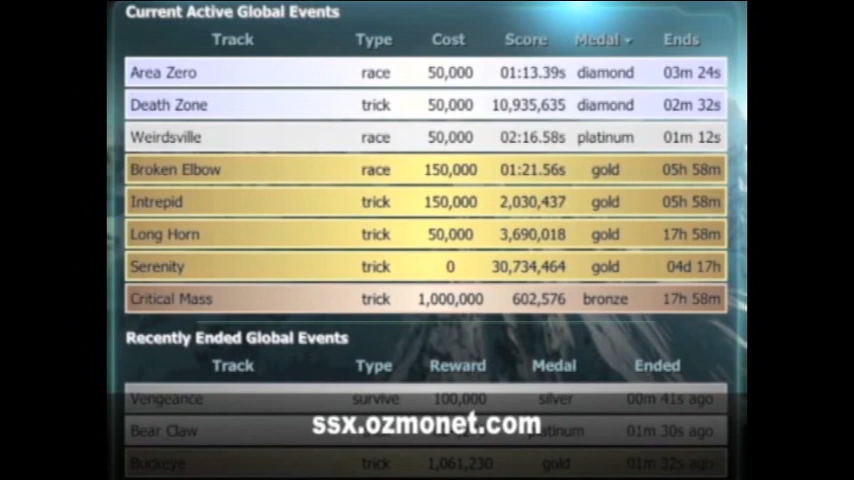 Current Active Global Events
Track Type Cost Score Medal Ends
Area Zero race 50,000 01:13.39s diamond 03m 24s
Death Zone trick 50,000 10,935,635 diamond 02m 32s
Weirdsville race 50,000 02:16.58s platinum 01m 12s
Broken Elbow race 150,000 01:21.56s gold 05h 58m
Intrepid trick 150,000 2,030,437 gold 05h 58m
Long Horn trick 50,000 3,690,018 gold 17h 58m
Serenity trick 0 30,734,464 gold 04d 17h
Critical Mass trick 1,000,000 602,576 bronze 17h 58m
Recently Ended Global Events
Track Type Reward Medal Ended
Vengeance survive 100,000 silver 00m 41s ago
ssx.ozmonet.com
Bear Claw platinum 01m 30s ago
Buckeye trick 1,061,230 gold 01m 32s ago